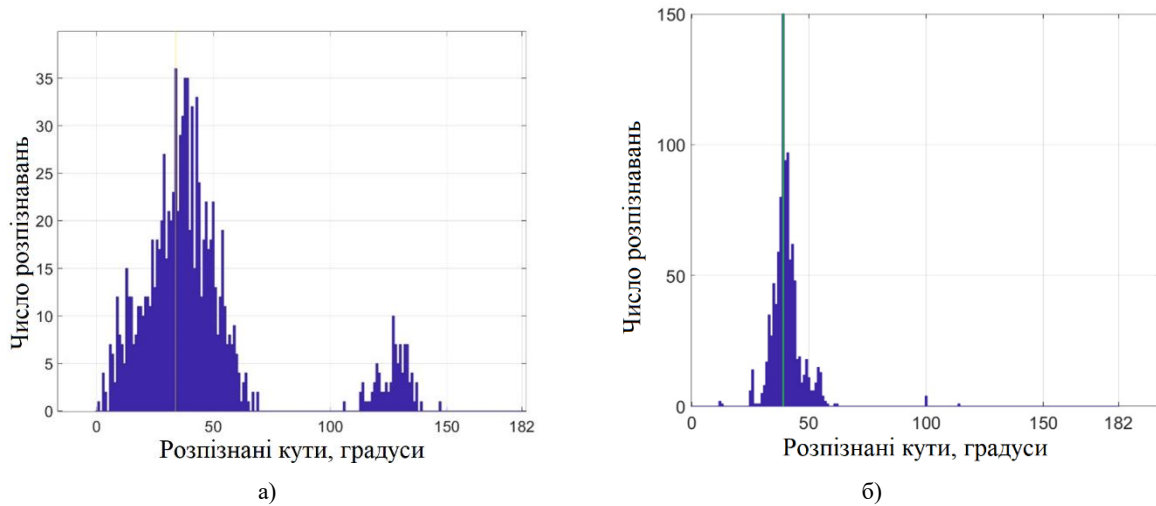 35
30
25
20
15
10
5
0
Число розпізнавань
0 50 100 150 182
Розпізнані кути, градуси
а)
150
100
50
0
Число розпізнавань
0 50 100 150 182
Розпізнані кути, градуси
б)